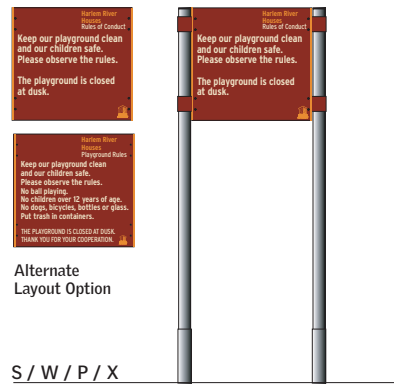 Harlem River
Houses
Rules of Conduct
Keep our playground clean
and our children safe.
Please observe the rules.
The playground is closed
at dusk.
Harlem River
Houses
Rules of Conduct
Keep our playground clean
and our children safe.
Please observe the rules.
The playground is closed
at dusk.
Harlem River
Houses
Playground Rules
Keep our playground clean
and our children safe.
Please observe the rules.
No ball playing.
No children over 12 years of age.
No dogs, bicycles, bottles or glass.
Put trash in containers.
THE PLAYGROUND IS CLOSED AT DUSK.
THANK YOU FOR YOUR COOPERATION.
Alternate
Layout Option
S / W / P / X